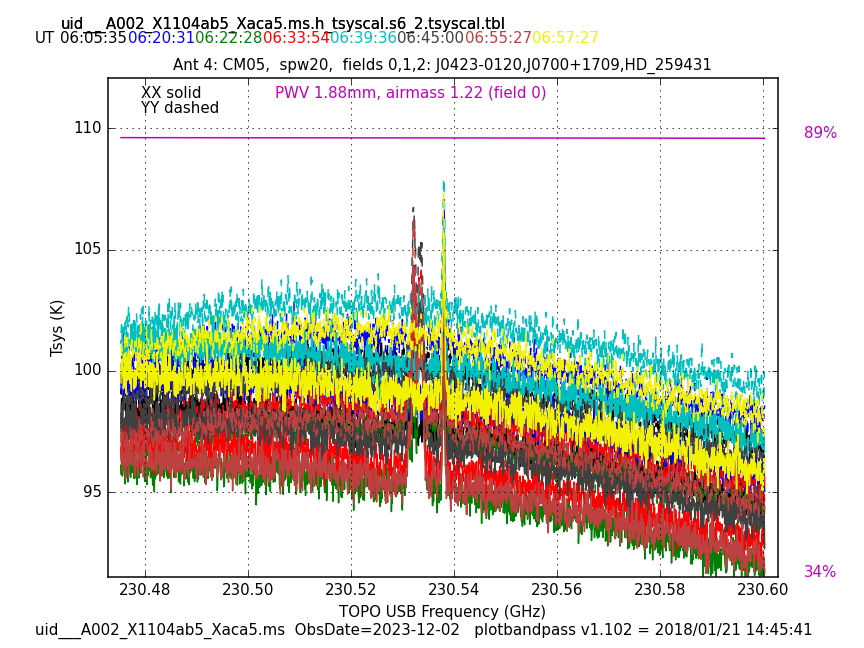 uid___A002_X1104ab5_Xaca5.ms.h_tsyscal.s6_2.tsyscal.tbl
UT 06:05:35 06:20:31 06:22:28 06:33:54 06:39:36 06:45:00 06:55:27 06:57:27
Ant 4: CM05,  spw20,  fields 0,1,2: J0423-0120,J0700+1709,HD_259431
XX solid
PWV 1.88mm, airmass 1.22 (field 0)
YY dashed
110
89%
105
Tsys (K)
100
95
34%
230.48 230.50 230.52 230.54 230.56 230.58 230.60
TOPO USB Frequency (GHz)
uid___A002_X1104ab5_Xaca5.ms  ObsDate=2023-12-02   plotbandpass v1.102 = 2018/01/21 14:45:41